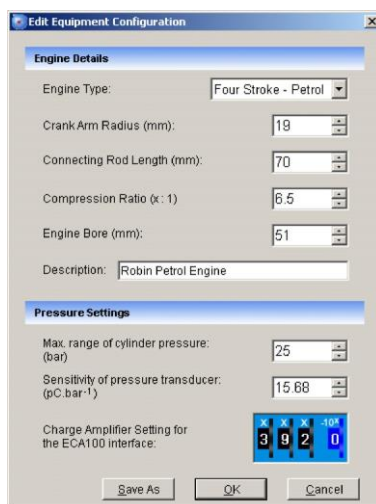 Edit Equipment Configuration
Engine Details
Engine Type: Four Stroke - Petrol
Crank Arm Radius (mm): 19
Connecting Rod Length (mm): 70
Compression Ratio (x : 1) 6.5
Engine Bore (mm): 51
Description: Robin Petrol Engine
Pressure Settings
Max. range of cylinder pressure:
(bar) 25
Sensitivity of pressure transducer:
(pC.bar⁻¹) 15.68
Charge Amplifier Setting for
the ECA100 interface: X X X -10ˣ
3 9 2 0
Save As OK Cancel